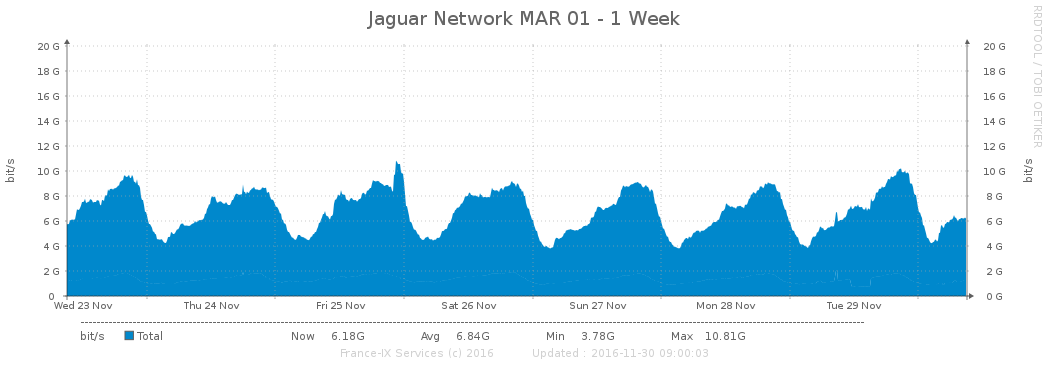 Jaguar Network MAR 01 - 1 Week
RRDTOOL / TOBI OETIKER
20 G 20 G
18 G 18 G
16 G 16 G
14 G 14 G
12 G 12 G
10 G 10 G
8 G 8 G
6 G 6 G
4 G 4 G
2 G 2 G
0 0 G
bit/s
bit/s
Wed 23 Nov Thu 24 Nov Fri 25 Nov Sat 26 Nov Sun 27 Nov Mon 28 Nov Tue 29 Nov
bit/s Total Now 6.18G Avg 6.84G Min 3.78G Max 10.81G
France-IX Services (c) 2016 Updated : 2016-11-30 09:00:03